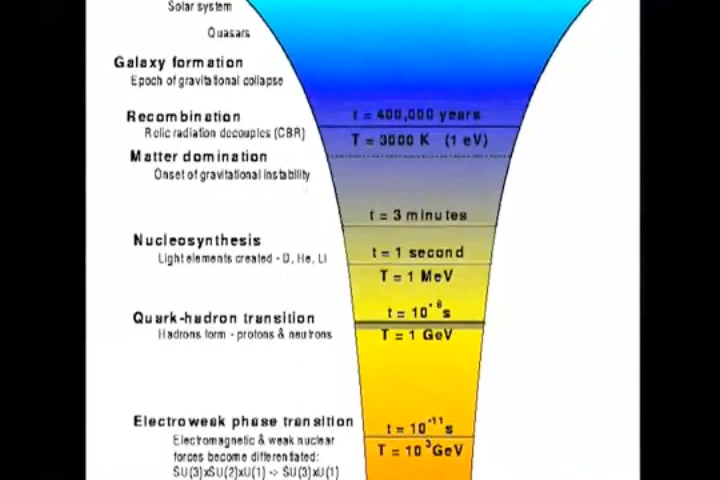 Solar system
Quasars
Galaxy formation
Epoch of gravitational collapse
Recombination
Relic radiation decouples (CBR)
t = 400,000 years
T = 3000 K (1 eV)
Matter domination
Onset of gravitational instability
t = 3 minutes
Nucleosynthesis
Light elements created - D, He, Li
t = 1 second
T = 1 MeV
Quark-hadron transition
Hadrons form - protons & neutrons
t = 10⁻⁶s
T = 1 GeV
Electroweak phase transition
Electromagnetic & weak nuclear
forces become differentiated:
SU(3)xSU(2)xU(1) -> SU(3)xU(1)
t = 10⁻¹¹s
T = 10³GeV